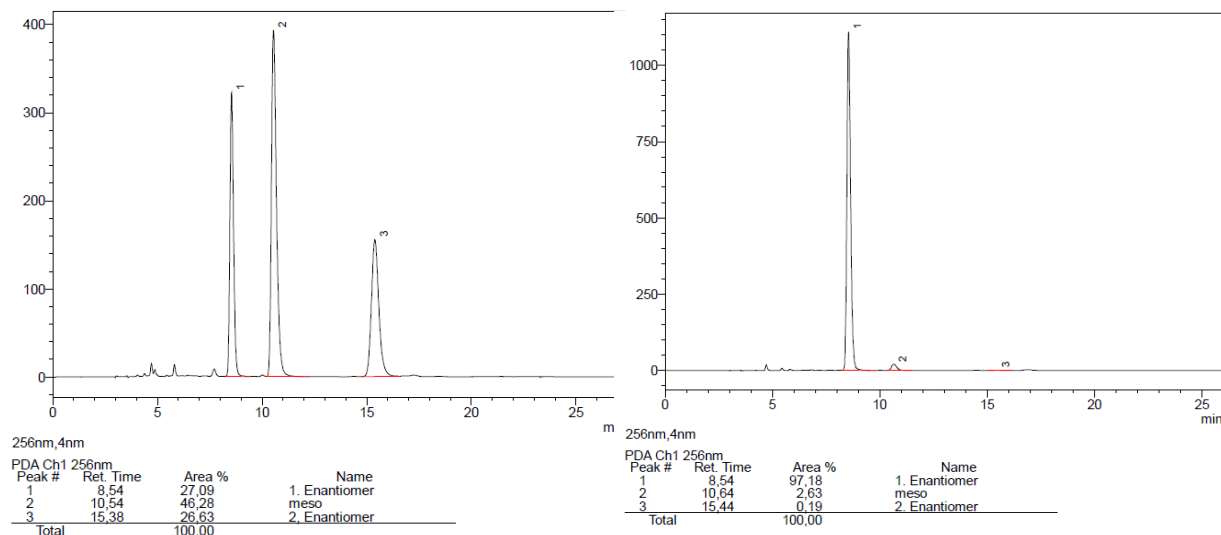 400
300
200
100
0
1
2
3
0 5 10 15 20 25
m
256nm,4nm
PDA Ch1 256nm
Peak # Ret. Time Area % Name
1 8,54 27,09 1. Enantiomer
2 10,54 46,28 meso
3 15,38 26,63 2, Enantiomer
Total 100,00
1000
750
500
250
0
1
2
3
0 5 10 15 20 25
min
256nm,4nm
PDA Ch1 256nm
Peak # Ret. Time Area % Name
1 8,54 97,18 1. Enantiomer
2 10,64 2,63 meso
3 15,44 0,19 2. Enantiomer
Total 100,00